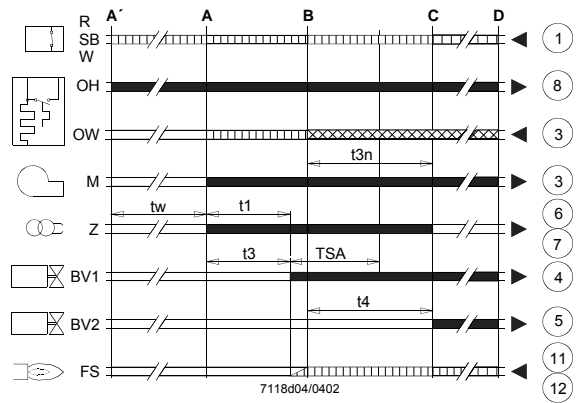 A´ A B C D
R
SB 1
W
OH 8
OW 3
t3n
M 3
tw t1 6
Z 7
t3 TSA
BV1 4
t4
BV2 5
11
FS 12
7118d04/0402